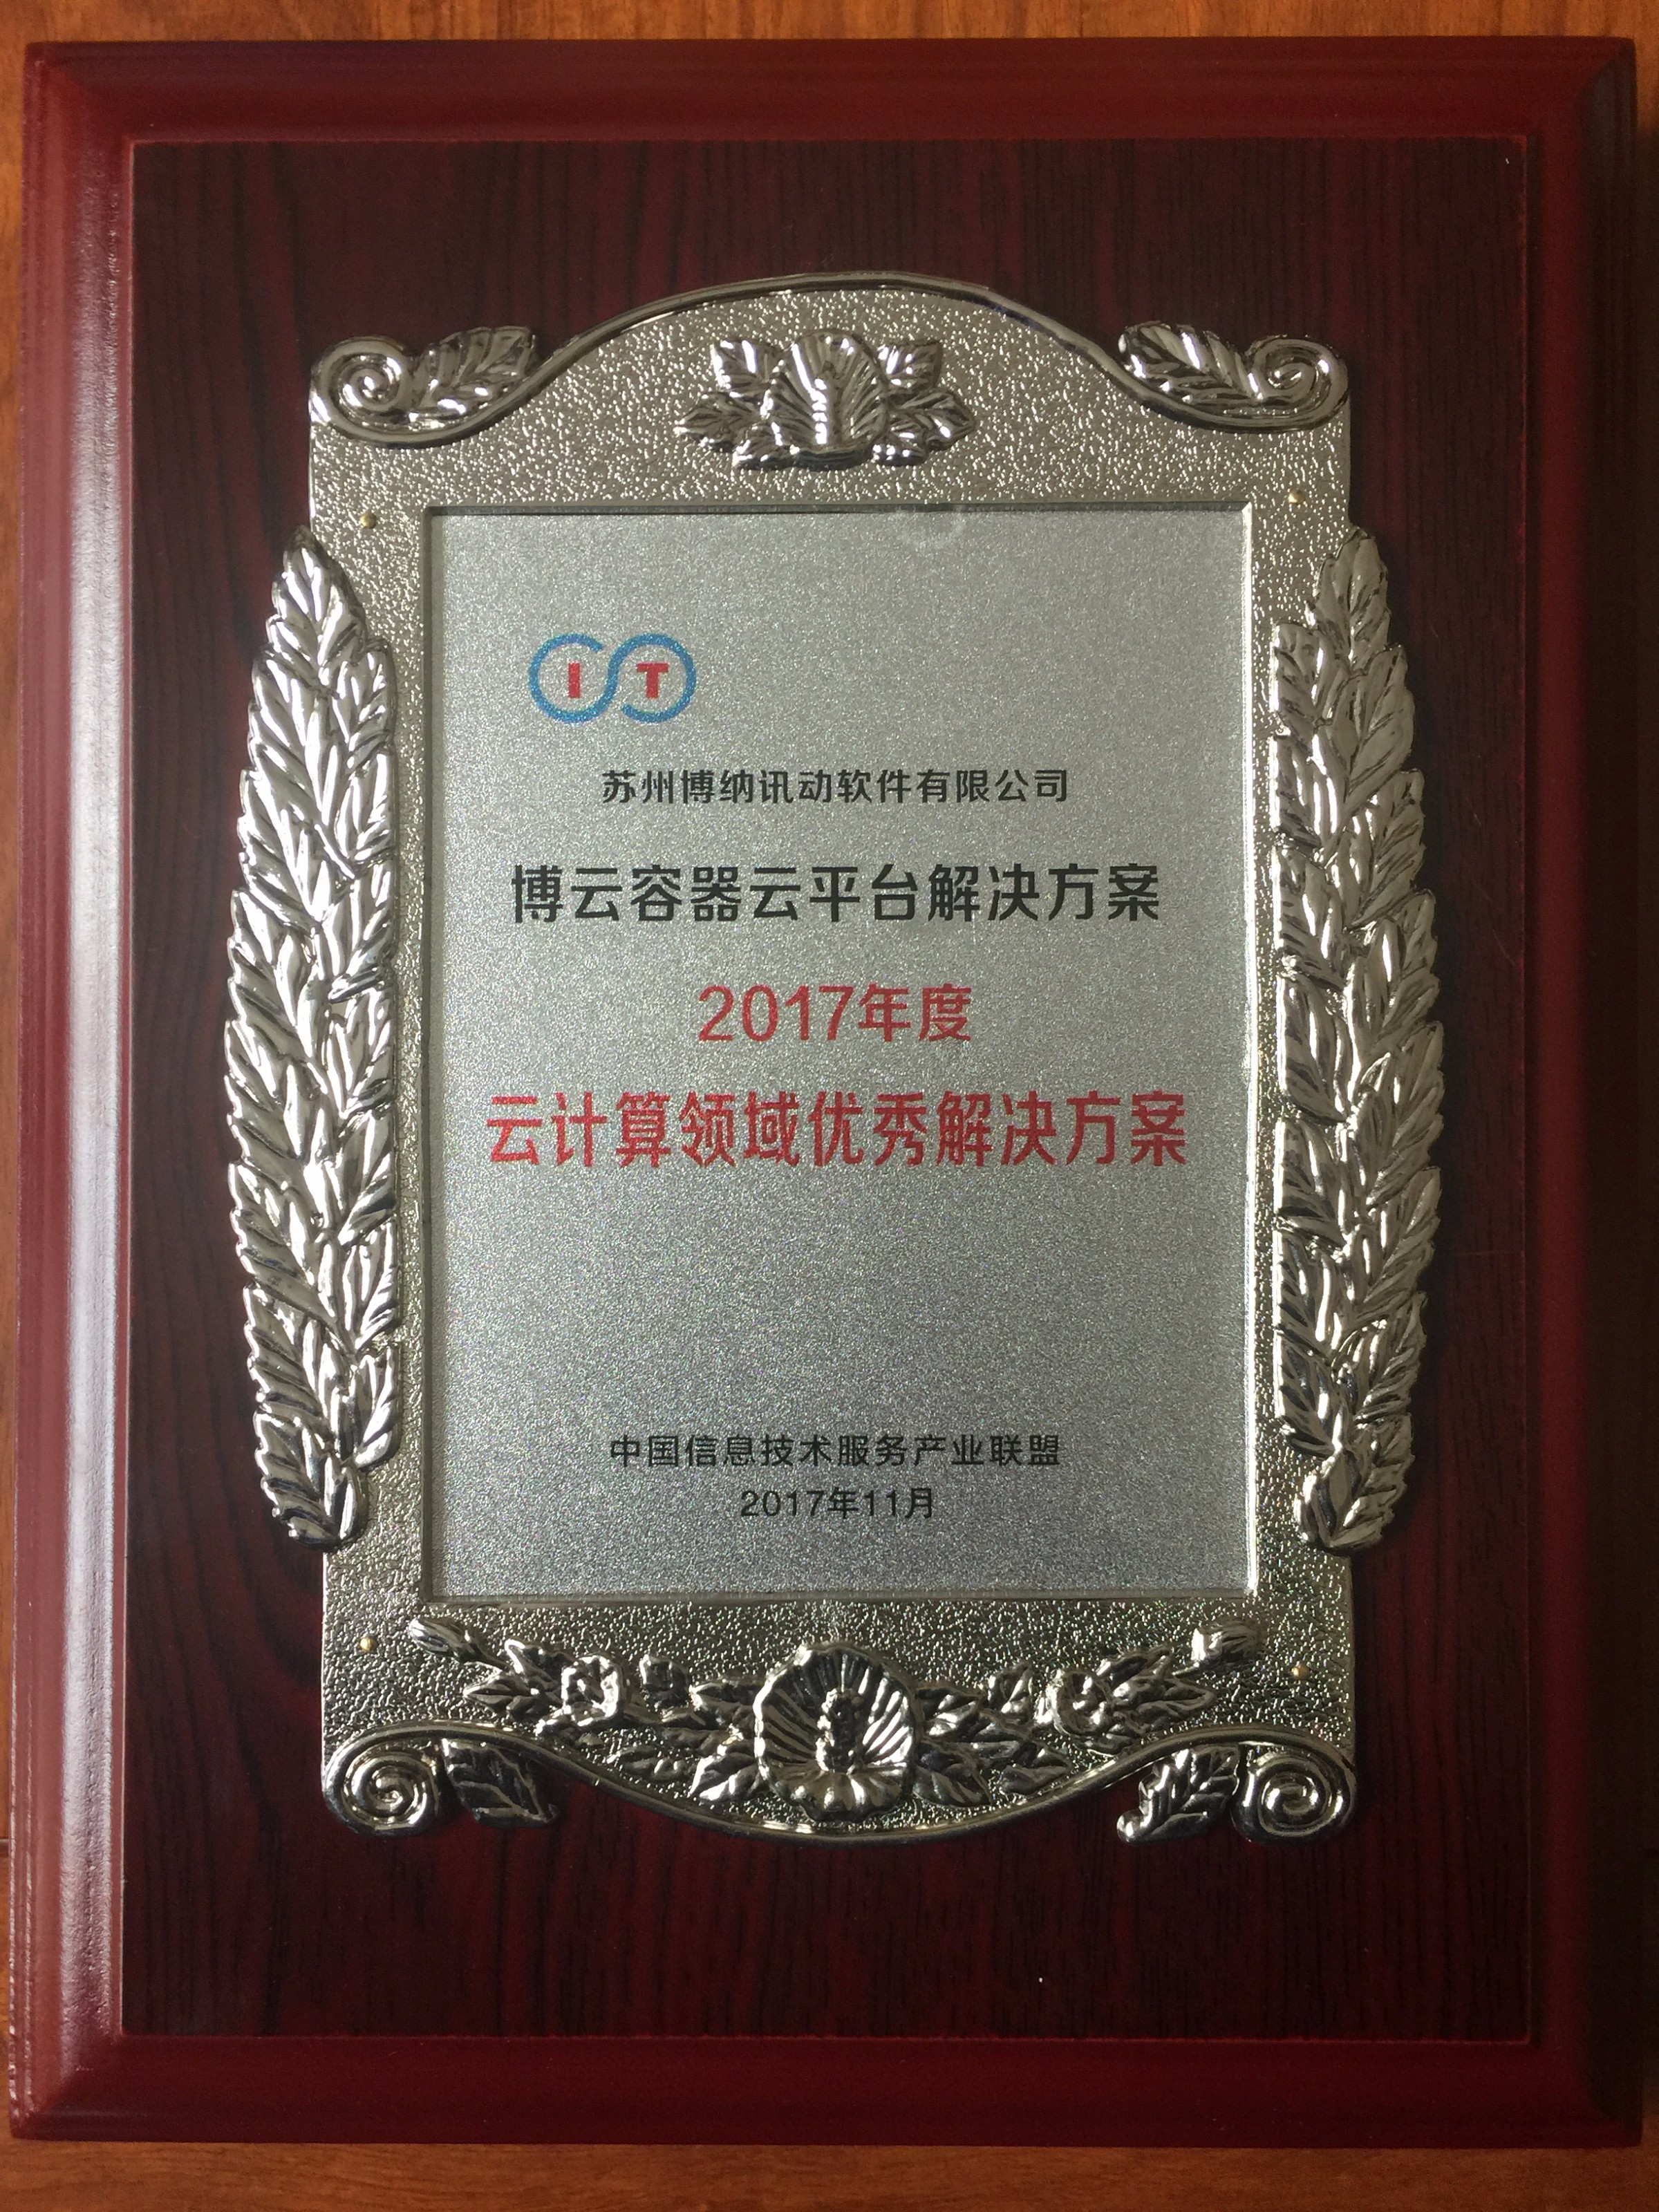 IT
苏州博纳讯动软件有限公司
博云容器云平台解决方案
2017年度
云计算领域优秀解决方案
中国信息技术服务产业联盟
2017年11月